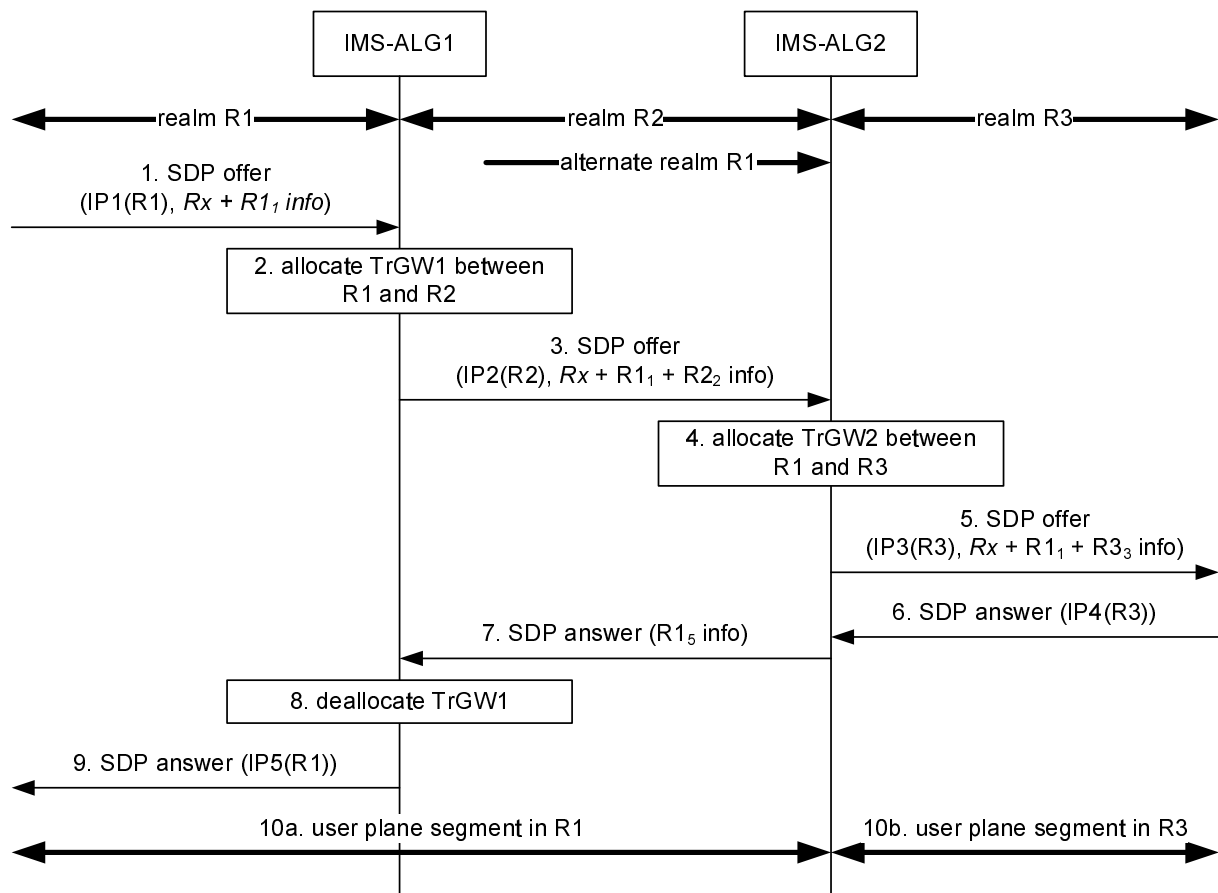 IMS-ALG1
IMS-ALG2
realm R1
realm R2
realm R3
alternate realm R1
1. SDP offer
(IP1(R1), Rx + R1₁ info)
2. allocate TrGW1 between
R1 and R2
3. SDP offer
(IP2(R2), Rx + R1₁ + R2₂ info)
4. allocate TrGW2 between
R1 and R3
5. SDP offer
(IP3(R3), Rx + R1₁ + R3₃ info)
6. SDP answer (IP4(R3))
7. SDP answer (R1₅ info)
8. deallocate TrGW1
9. SDP answer (IP5(R1))
10a. user plane segment in R1
10b. user plane segment in R3